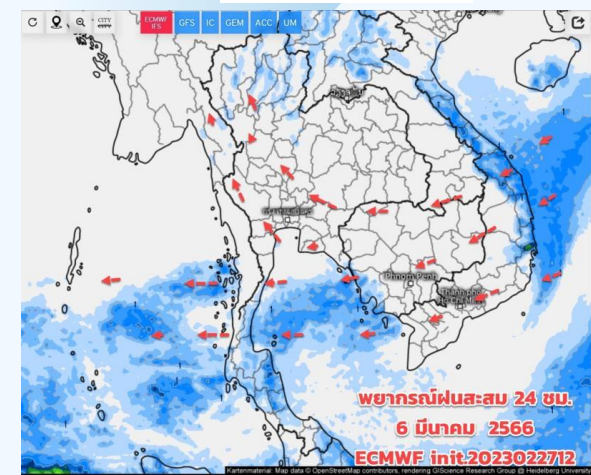 CITY
CITY
ECMWF
IFS
GFS
IC
GEM
ACC
UM
Phnom Penh
พยากรณ์ฝนสะสม 24 ชม.
6 มีนาคม 2566
ECMWF init.2023022712
Kartenmaterial: Map data © OpenStreetMap contributors, rendering GIScience Research Group @ Heidelberg University